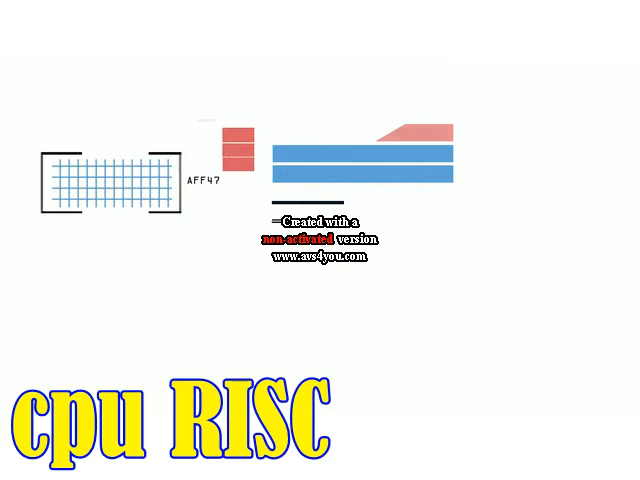 AFF47
Created with a
non-activated version
www.avs4you.com
cpu RISC